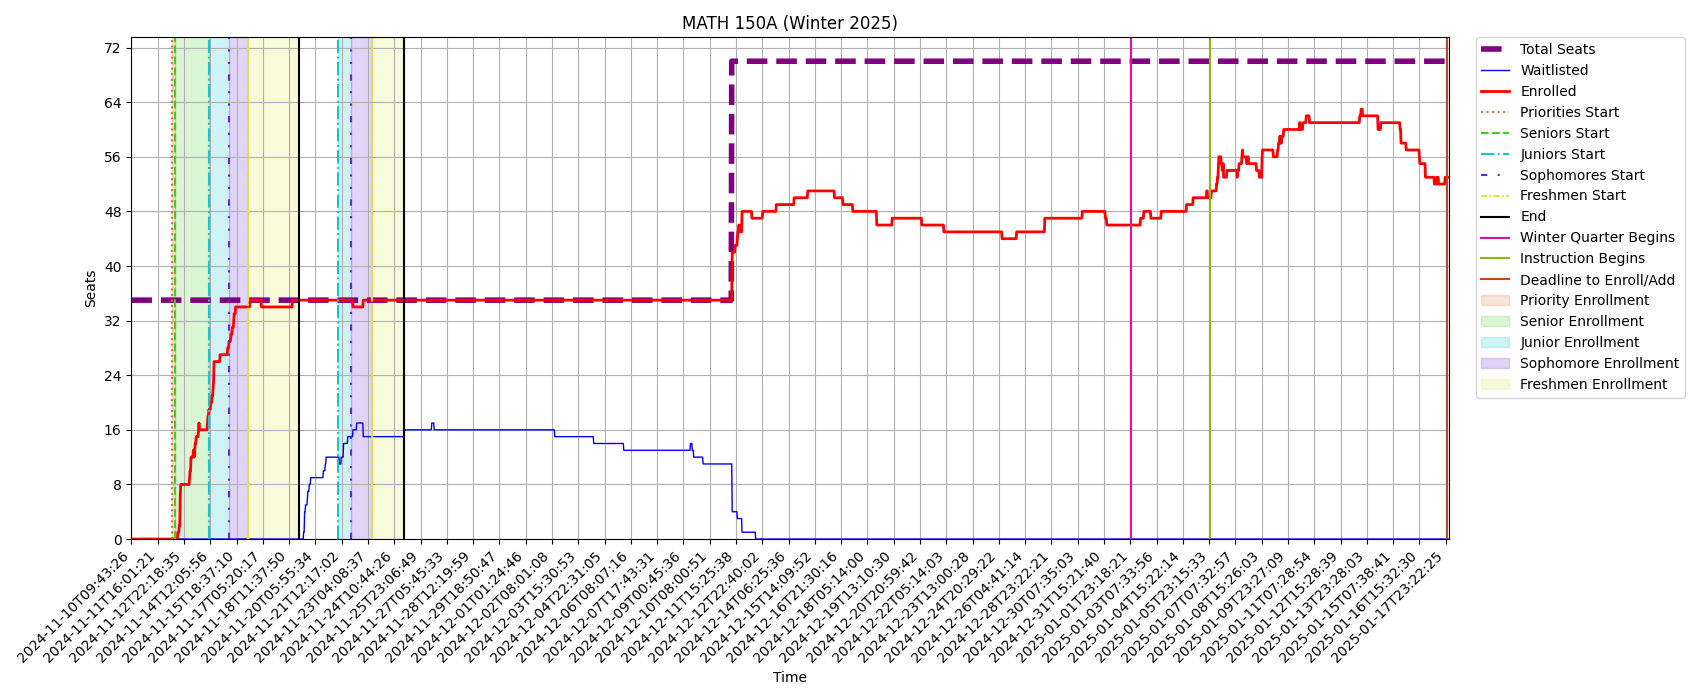 MATH 150A (Winter 2025)
Seats
72
64
56
48
40
32
24
16
8
0
2024-11-10T09:43:26
2024-11-11T16:01:21
2024-11-12T22:18:35
2024-11-14T12:05:56
2024-11-15T18:37:10
2024-11-17T05:20:17
2024-11-18T11:37:50
2024-11-20T05:55:34
2024-11-21T12:17:02
2024-11-23T04:08:37
2024-11-24T10:44:26
2024-11-25T23:06:49
2024-11-27T05:45:33
2024-11-28T12:19:59
2024-11-29T18:50:47
2024-12-01T01:24:46
2024-12-02T08:01:08
2024-12-03T15:30:53
2024-12-04T22:31:05
2024-12-06T08:07:16
2024-12-07T17:43:31
2024-12-09T00:45:36
2024-12-10T08:00:51
2024-12-11T15:25:38
2024-12-12T22:40:02
2024-12-14T06:25:36
2024-12-15T14:09:52
2024-12-16T21:30:16
2024-12-18T05:14:00
2024-12-19T13:10:30
2024-12-20T20:59:42
2024-12-22T05:14:03
2024-12-23T13:00:28
2024-12-24T20:29:22
2024-12-26T04:41:14
2024-12-28T23:22:21
2024-12-30T07:35:03
2024-12-31T15:21:40
2025-01-01T23:18:21
2025-01-03T07:33:56
2025-01-04T15:22:14
2025-01-05T23:15:33
2025-01-07T07:32:57
2025-01-08T15:26:03
2025-01-09T23:27:09
2025-01-11T07:28:54
2025-01-12T15:28:39
2025-01-13T23:28:03
2025-01-15T07:38:41
2025-01-16T15:32:30
2025-01-17T23:22:25
Time
Total Seats
Waitlisted
Enrolled
Priorities Start
Seniors Start
Juniors Start
Sophomores Start
Freshmen Start
End
Winter Quarter Begins
Instruction Begins
Deadline to Enroll/Add
Priority Enrollment
Senior Enrollment
Junior Enrollment
Sophomore Enrollment
Freshmen Enrollment